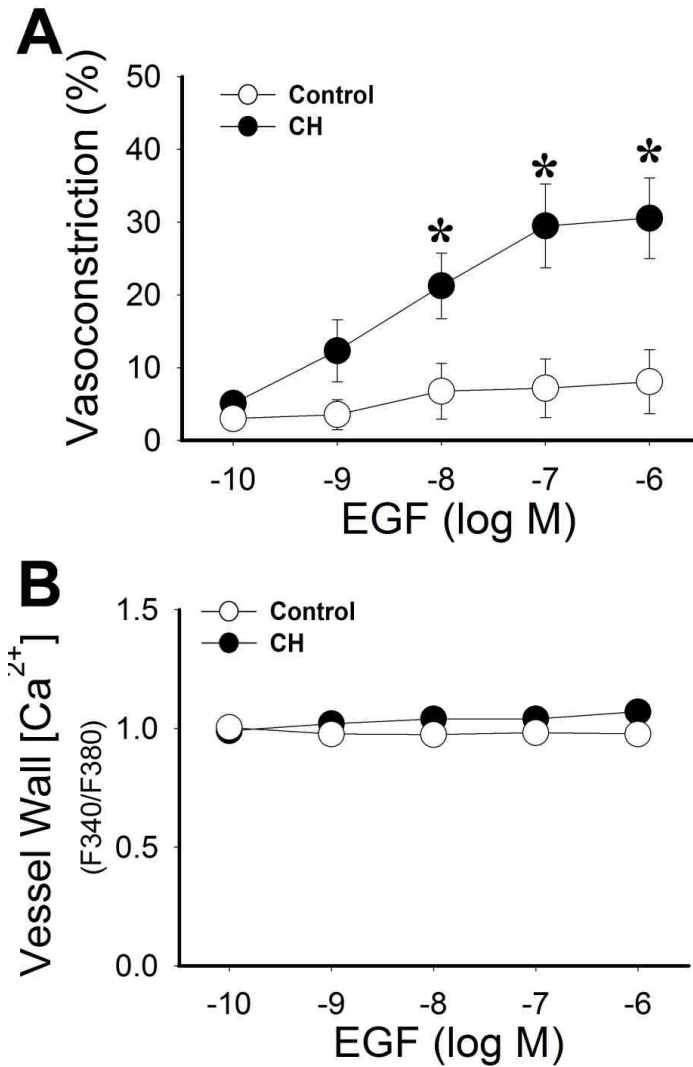 A
Vasoconstriction (%)
50
40
30
20
10
0
Control
CH
*
*
*
-10 -9 -8 -7 -6
EGF (log M)
B
Vessel Wall [Ca2+]
(F340/F380)
1.5
1.0
0.5
0.0
Control
CH
-10 -9 -8 -7 -6
EGF (log M)